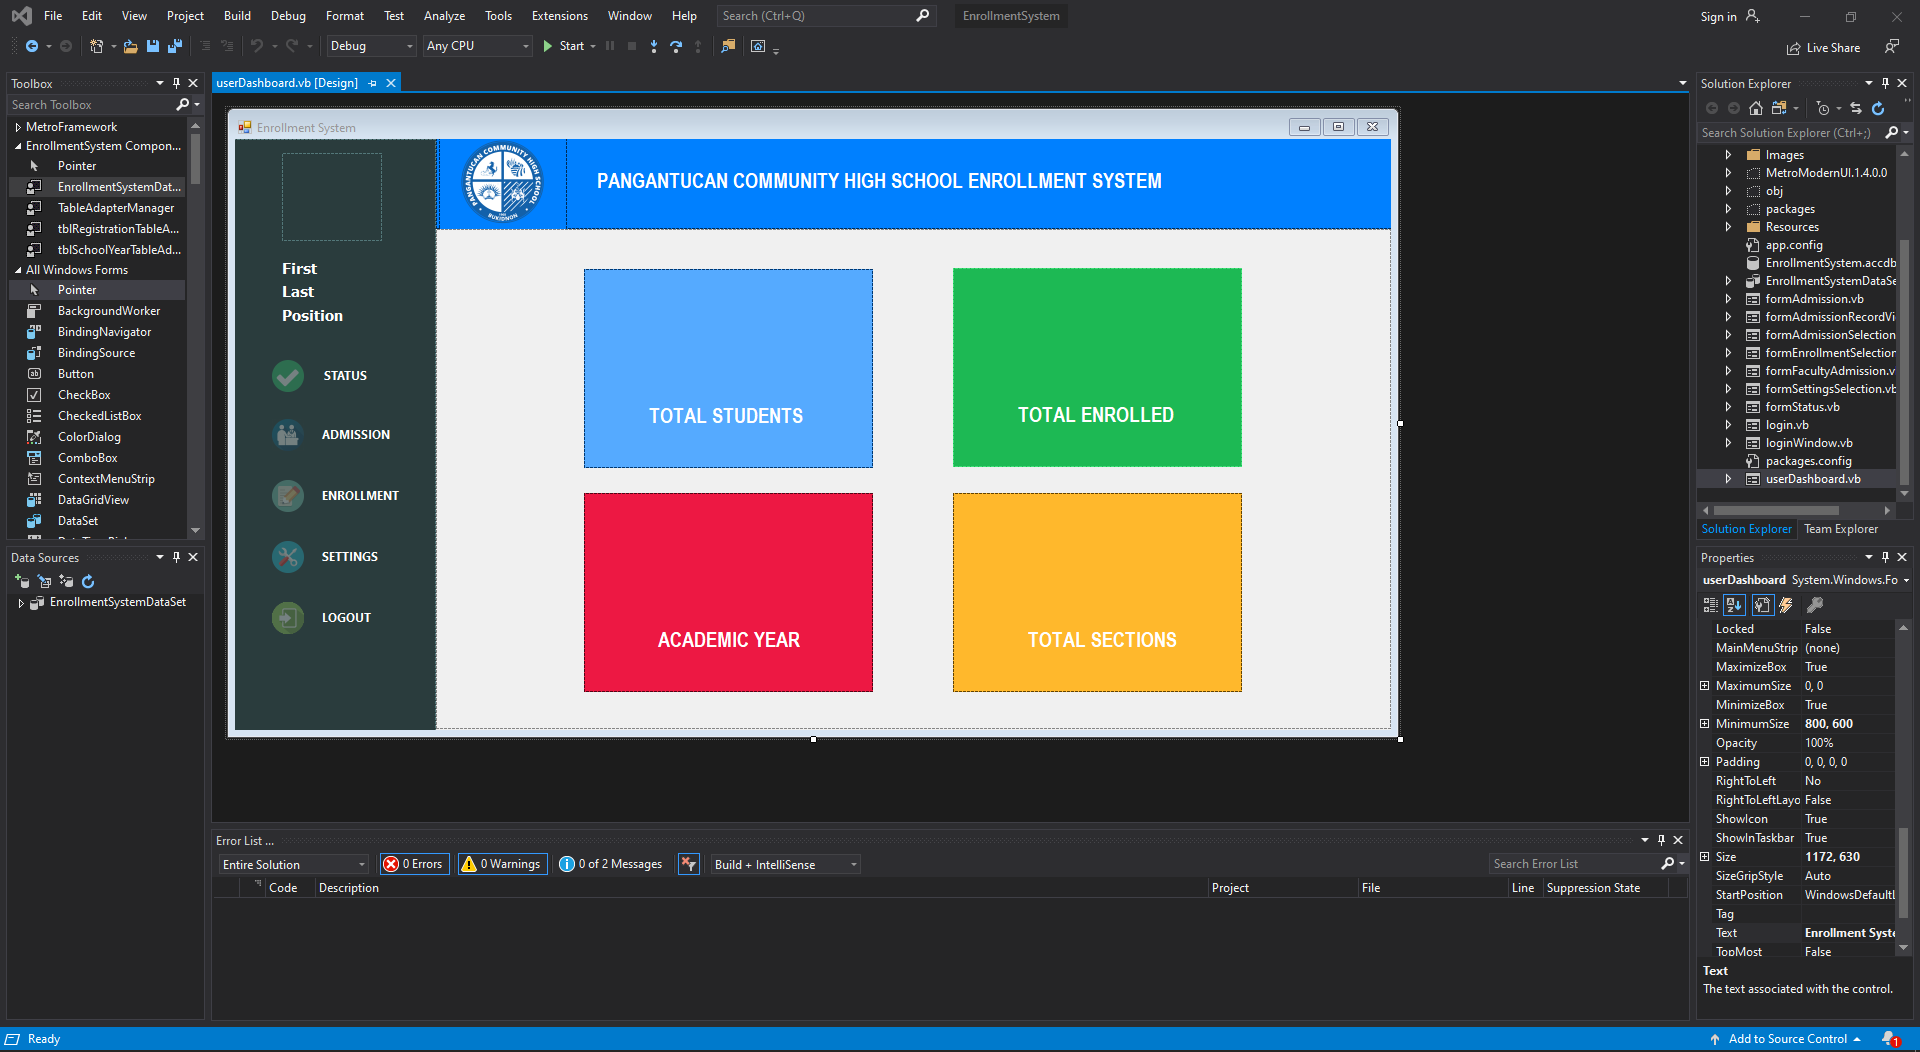 File Edit View Project Build Debug Format Test Analyze Tools Extensions Window Help Search (Ctrl+Q) EnrollmentSystem Sign in
Debug Any CPU Start Live Share
Toolbox
Search Toolbox
MetroFramework
EnrollmentSystem Compon...
Pointer
EnrollmentSystemDat...
TableAdapterManager
tblRegistrationTableA...
tblSchoolYearTableAd...
All Windows Forms
Pointer
BackgroundWorker
BindingNavigator
BindingSource
Button
CheckBox
CheckedListBox
ColorDialog
ComboBox
ContextMenuStrip
DataGridView
DataSet
Data Sources
EnrollmentSystemDataSet
userDashboard.vb [Design]
Enrollment System
PANGANTUCAN COMMUNITY HIGH SCHOOL
BUKIDNON
PANGANTUCAN COMMUNITY HIGH SCHOOL ENROLLMENT SYSTEM
First
Last
Position
STATUS
ADMISSION
ENROLLMENT
SETTINGS
LOGOUT
TOTAL STUDENTS
TOTAL ENROLLED
ACADEMIC YEAR
TOTAL SECTIONS
Error List ...
Entire Solution 0 Errors 0 Warnings 0 of 2 Messages Build + IntelliSense Search Error List
Code Description Project File Line Suppression State
Solution Explorer
Search Solution Explorer (Ctrl+;)
Images
MetroModernUI.1.4.0.0
obj
packages
Resources
app.config
EnrollmentSystem.accdb
EnrollmentSystemDataSe
formAdmission.vb
formAdmissionRecordVi
formAdmissionSelection
formEnrollmentSelection
formFacultyAdmission.v
formSettingsSelection.vb
formStatus.vb
login.vb
loginWindow.vb
packages.config
userDashboard.vb
Solution Explorer Team Explorer
Properties
userDashboard System.Windows.Fo
Locked False
MainMenuStrip (none)
MaximizeBox True
MaximumSize 0, 0
MinimizeBox True
MinimumSize 800, 600
Opacity 100%
Padding 0, 0, 0, 0
RightToLeft No
RightToLeftLayo False
ShowIcon True
ShowInTaskbar True
Size 1172, 630
SizeGripStyle Auto
StartPosition WindowsDefaultL
Tag
Text Enrollment Syste
TopMost False
Text
The text associated with the control.
Ready Add to Source Control 1